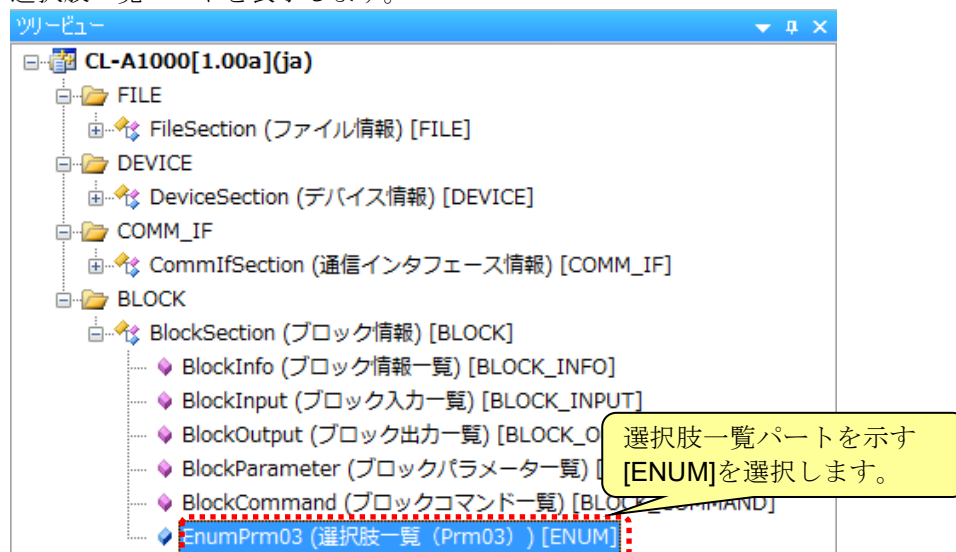 選択肢一覧パートを表示します。
ツリービュー
CL-A1000[1.00a](ja)
FILE
FileSection (ファイル情報) [FILE]
DEVICE
DeviceSection (デバイス情報) [DEVICE]
COMM_IF
CommIfSection (通信インタフェース情報) [COMM_IF]
BLOCK
BlockSection (ブロック情報) [BLOCK]
BlockInfo (ブロック情報一覧) [BLOCK_INFO]
BlockInput (ブロック入力一覧) [BLOCK_INPUT]
BlockOutput (ブロック出力一覧) [BLOCK_O
BlockParameter (ブロックパラメーター覧) [
BlockCommand (ブロックコマンド一覧) [BLOCK_COMMAND]
EnumPrm03 (選択肢一覧（Prm03）) [ENUM]
選択肢一覧パートを示す
[ENUM]を選択します。